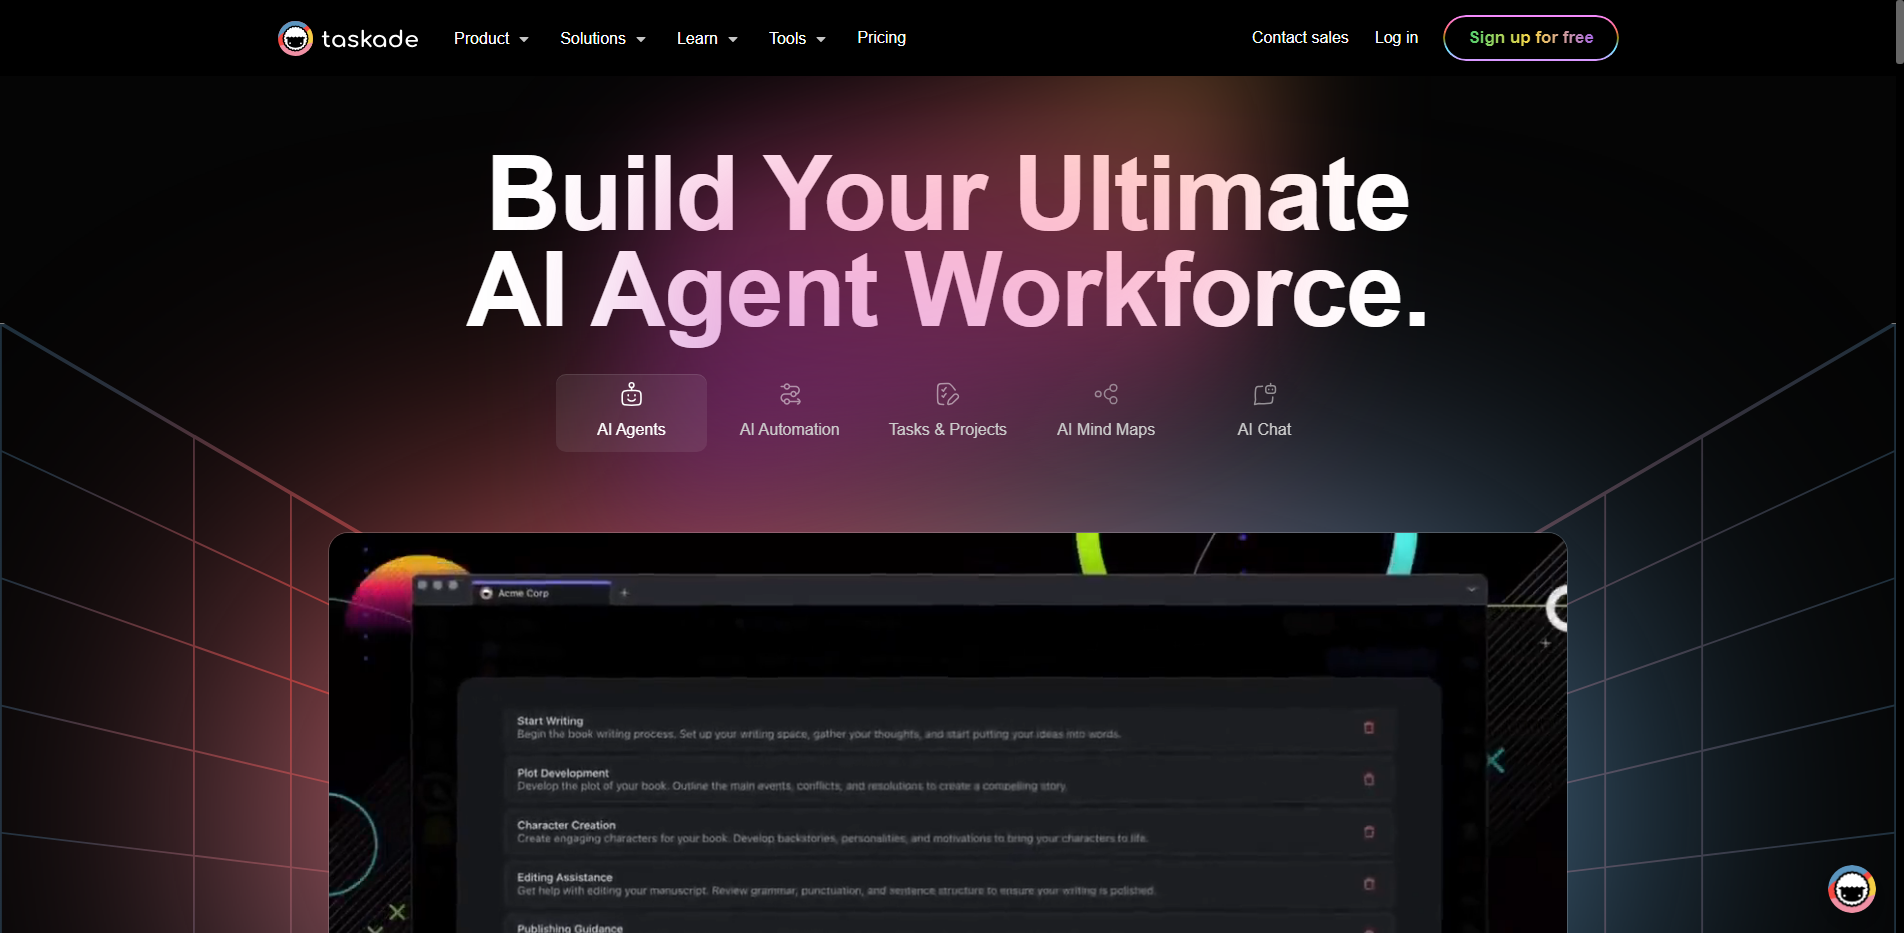 taskade
Product
Solutions
Learn
Tools
Pricing
Contact sales
Log in
Sign up for free
Build Your Ultimate
AI Agent Workforce.
AI Agents
AI Automation
Tasks & Projects
AI Mind Maps
AI Chat
Acme Corp
Start Writing
Begin the book writing process. Set up your writing space, gather your thoughts, and start putting your ideas into words.
Plot Development
Develop the plot of your book. Outline the main events, conflicts, and resolutions to create a compelling story.
Character Creation
Create engaging characters for your book. Develop backstories, personalities, and motivations to bring your characters to life.
Editing Assistance
Get help with editing your manuscript. Review grammar, punctuation, and sentence structure to ensure your writing is polished.
Publishing Guidance